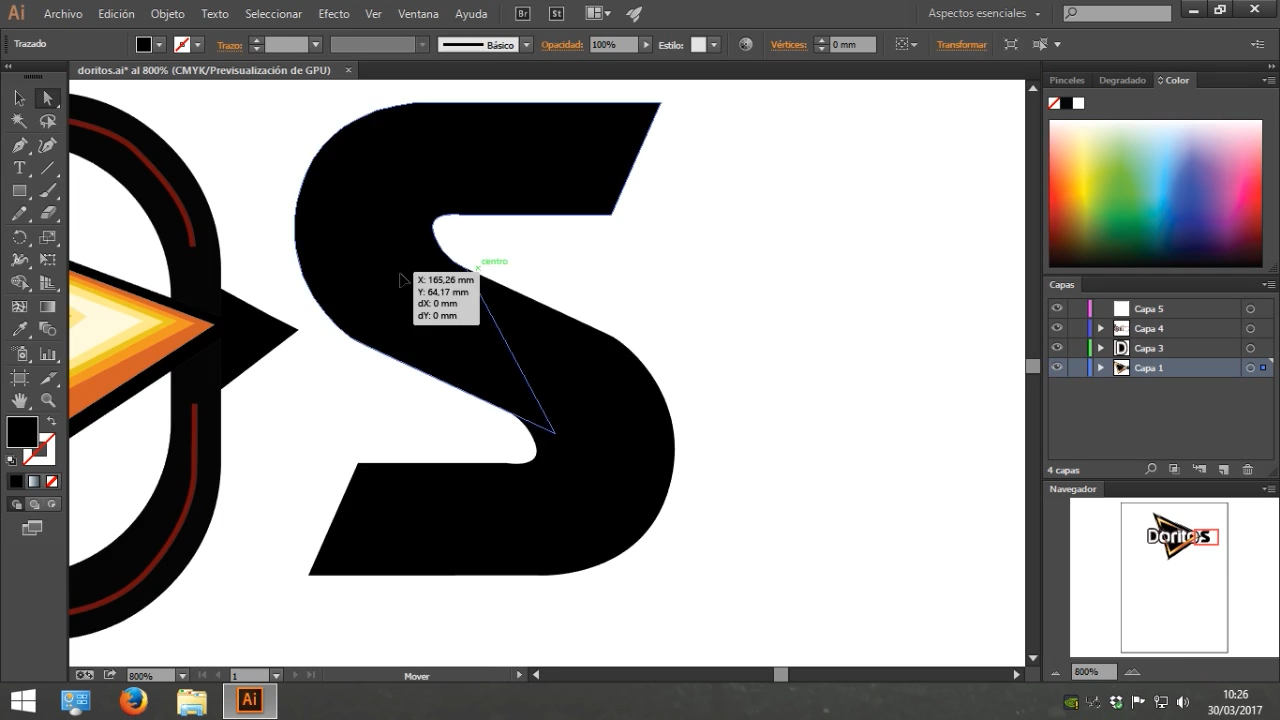 Ai Archivo Edición Objeto Texto Seleccionar Efecto Ver Ventana Ayuda Br St Aspectos esenciales
Trazado Trazo: Básico Opacidad: 100% Estilo: Vértices: 0 mm Transformar
doritos.ai* al 800% (CMYK/Previsualización de GPU) ×
Pinceles Degradado Color
S
centro
X: 165,26 mm
Y: 64,17 mm
dX: 0 mm
dY: 0 mm
Capas
Capa 5
Capa 4
Capa 3
Capa 1
4 capas
Navegador
Doritos
800% 1 Mover 800%
Ai 10:26
30/03/2017